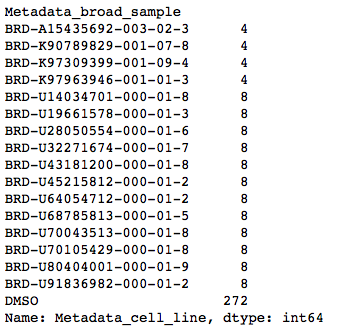 Metadata_broad_sample
BRD-A15435692-003-02-3 4
BRD-K90789829-001-07-8 4
BRD-K97309399-001-09-4 4
BRD-K97963946-001-01-3 4
BRD-U14034701-000-01-8 8
BRD-U19661578-000-01-3 8
BRD-U28050554-000-01-6 8
BRD-U32271674-000-01-7 8
BRD-U43181200-000-01-8 8
BRD-U45215812-000-01-2 8
BRD-U64054712-000-01-2 8
BRD-U68785813-000-01-5 8
BRD-U70043513-000-01-8 8
BRD-U70105429-000-01-8 8
BRD-U80404001-000-01-9 8
BRD-U91836982-000-01-2 8
DMSO 272
Name: Metadata_cell_line, dtype: int64